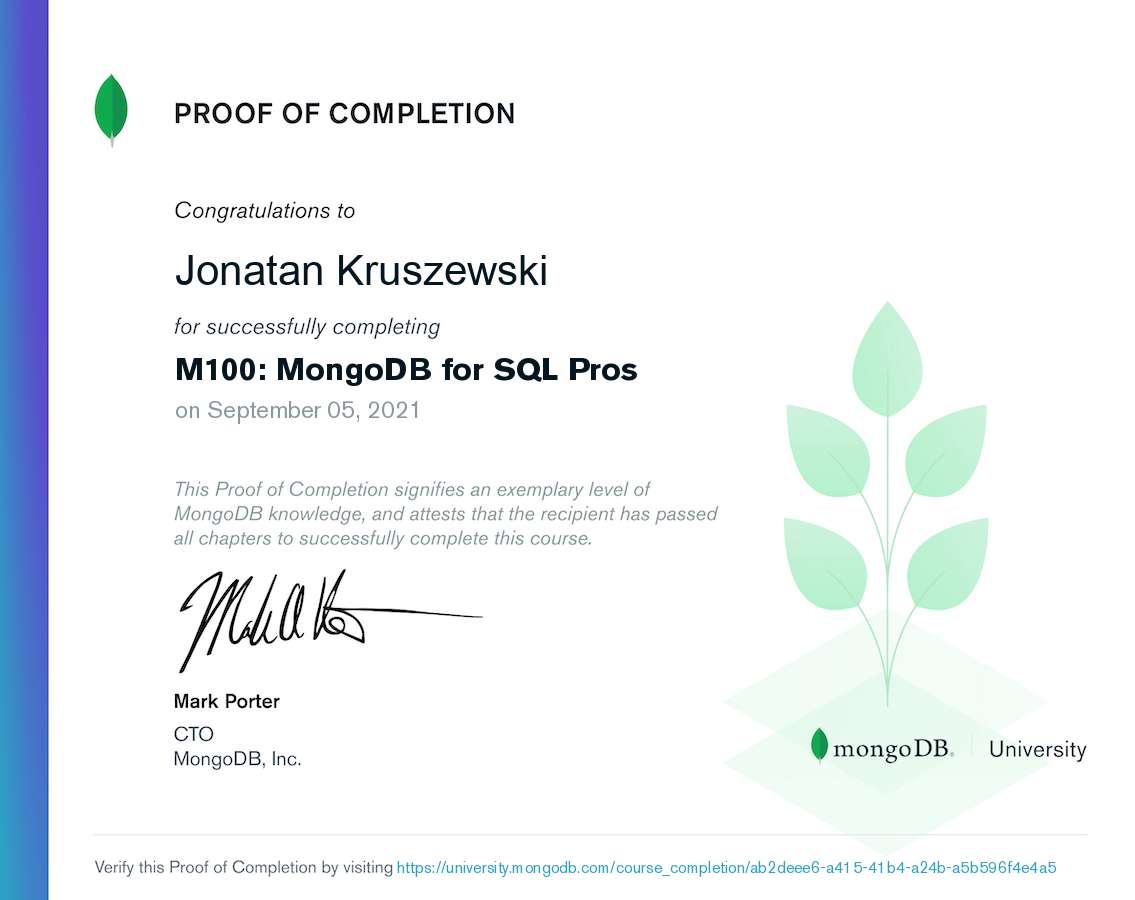 PROOF OF COMPLETION
Congratulations to
Jonatan Kruszewski
for successfully completing
M100: MongoDB for SQL Pros
on September 05, 2021
This Proof of Completion signifies an exemplary level of
MongoDB knowledge, and attests that the recipient has passed
all chapters to successfully complete this course.
Mark Porter
CTO
MongoDB, Inc.
mongoDB® University
Verify this Proof of Completion by visiting https://university.mongodb.com/course_completion/ab2deee6-a415-41b4-a24b-a5b596f4e4a5